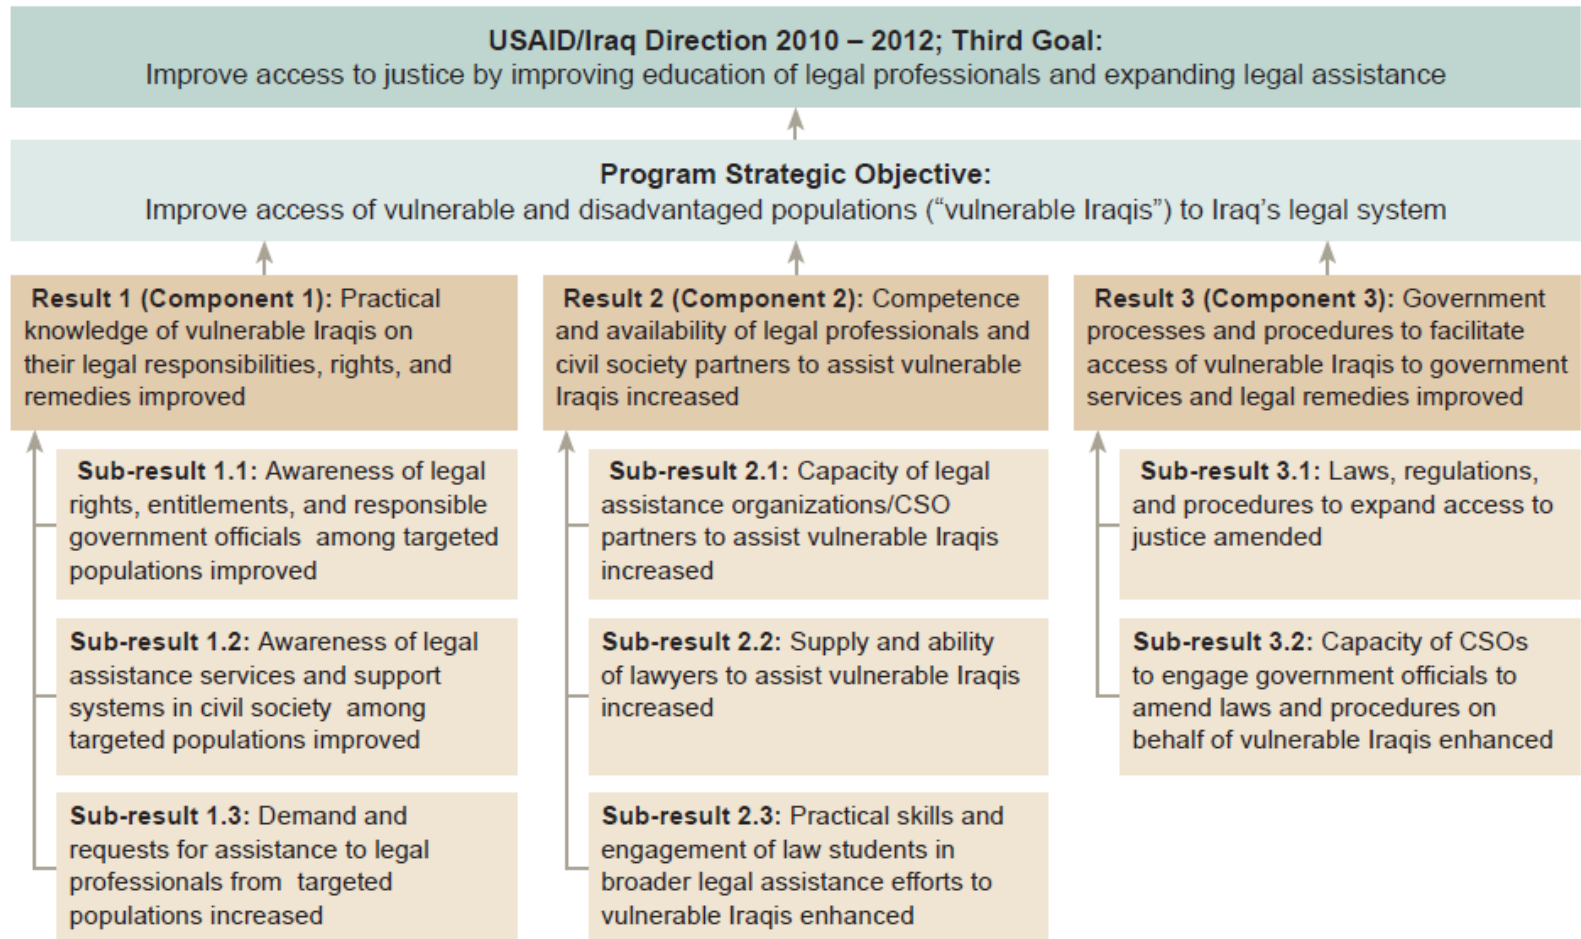 USAID/Iraq Direction 2010 – 2012; Third Goal:
Improve access to justice by improving education of legal professionals and expanding legal assistance
Program Strategic Objective:
Improve access of vulnerable and disadvantaged populations (“vulnerable Iraqis”) to Iraq’s legal system
Result 1 (Component 1): Practical
knowledge of vulnerable Iraqis on
their legal responsibilities, rights, and
remedies improved
Sub-result 1.1: Awareness of legal
rights, entitlements, and responsible
government officials among targeted
populations improved
Sub-result 1.2: Awareness of legal
assistance services and support
systems in civil society among
targeted populations improved
Sub-result 1.3: Demand and
requests for assistance to legal
professionals from targeted
populations increased
Result 2 (Component 2): Competence
and availability of legal professionals and
civil society partners to assist vulnerable
Iraqis increased
Sub-result 2.1: Capacity of legal
assistance organizations/CSO
partners to assist vulnerable Iraqis
increased
Sub-result 2.2: Supply and ability
of lawyers to assist vulnerable Iraqis
increased
Sub-result 2.3: Practical skills and
engagement of law students in
broader legal assistance efforts to
vulnerable Iraqis enhanced
Result 3 (Component 3): Government
processes and procedures to facilitate
access of vulnerable Iraqis to government
services and legal remedies improved
Sub-result 3.1: Laws, regulations,
and procedures to expand access to
justice amended
Sub-result 3.2: Capacity of CSOs
to engage government officials to
amend laws and procedures on
behalf of vulnerable Iraqis enhanced